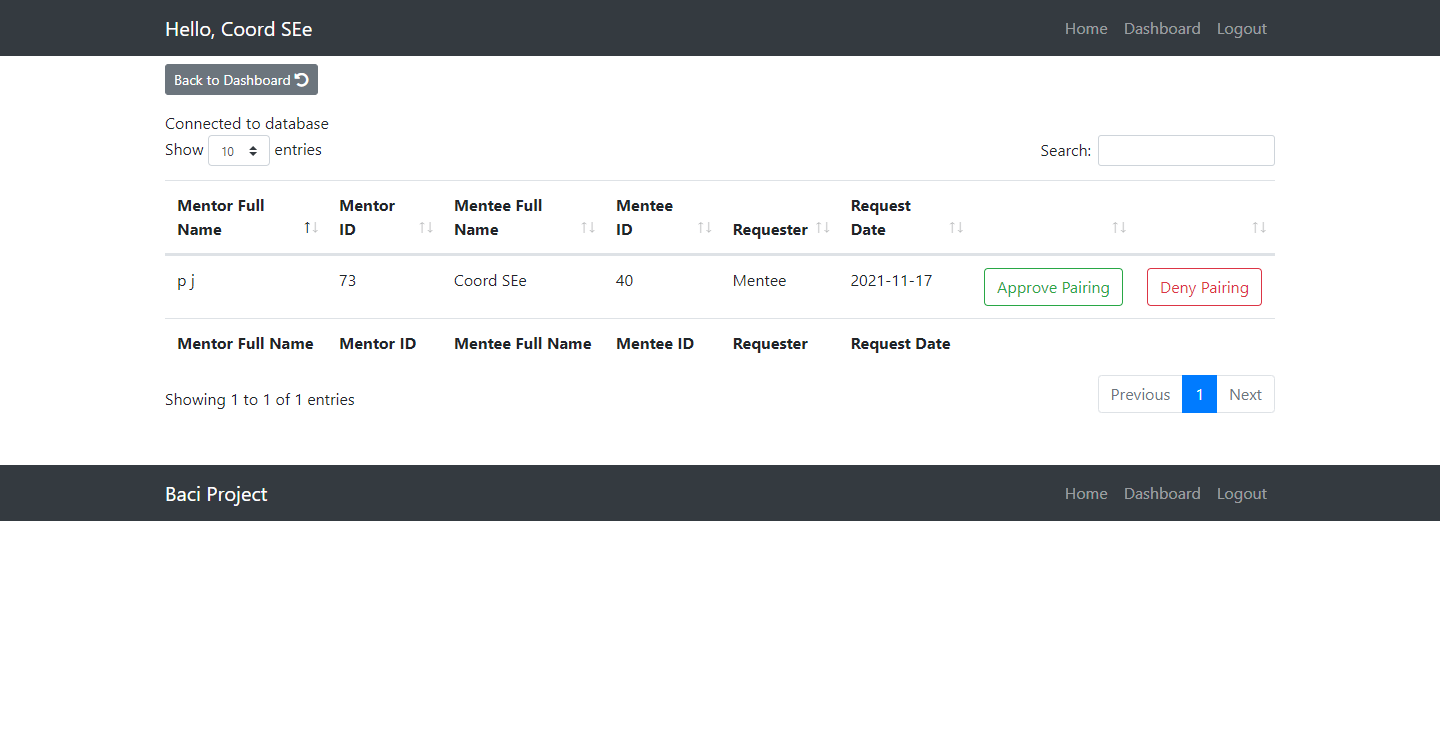 Hello, Coord SEe Home Dashboard Logout
Back to Dashboard
Connected to database
Show 10 entries Search:
Mentor Full Name Mentor ID Mentee Full Name Mentee ID Requester Request Date
p j 73 Coord SEe 40 Mentee 2021-11-17 Approve Pairing Deny Pairing
Mentor Full Name Mentor ID Mentee Full Name Mentee ID Requester Request Date
Showing 1 to 1 of 1 entries Previous 1 Next
Baci Project Home Dashboard Logout